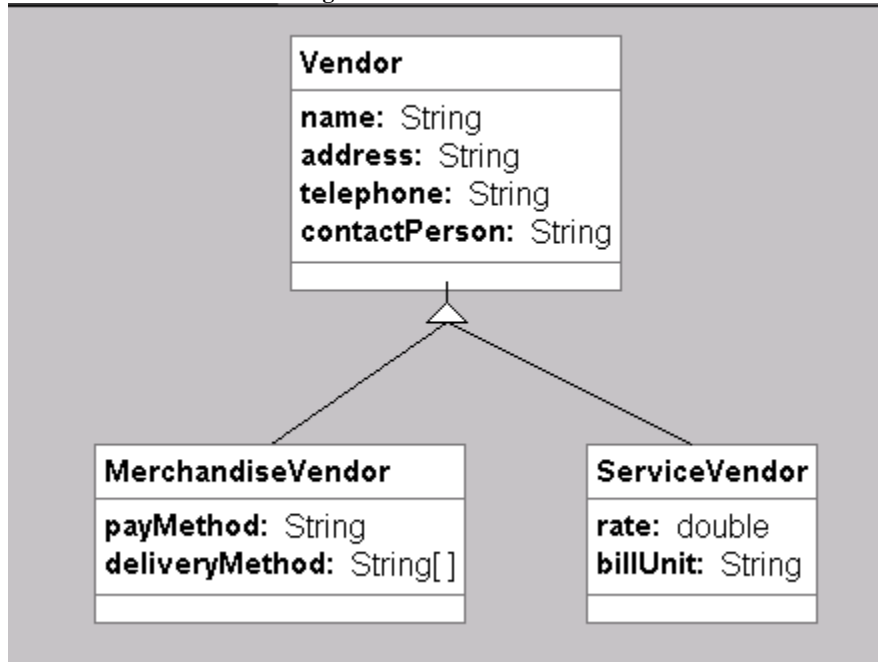 Vendor
name: String
address: String
telephone: String
contactPerson: String
MerchandiseVendor
payMethod: String
deliveryMethod: String[ ]
ServiceVendor
rate: double
billUnit: String